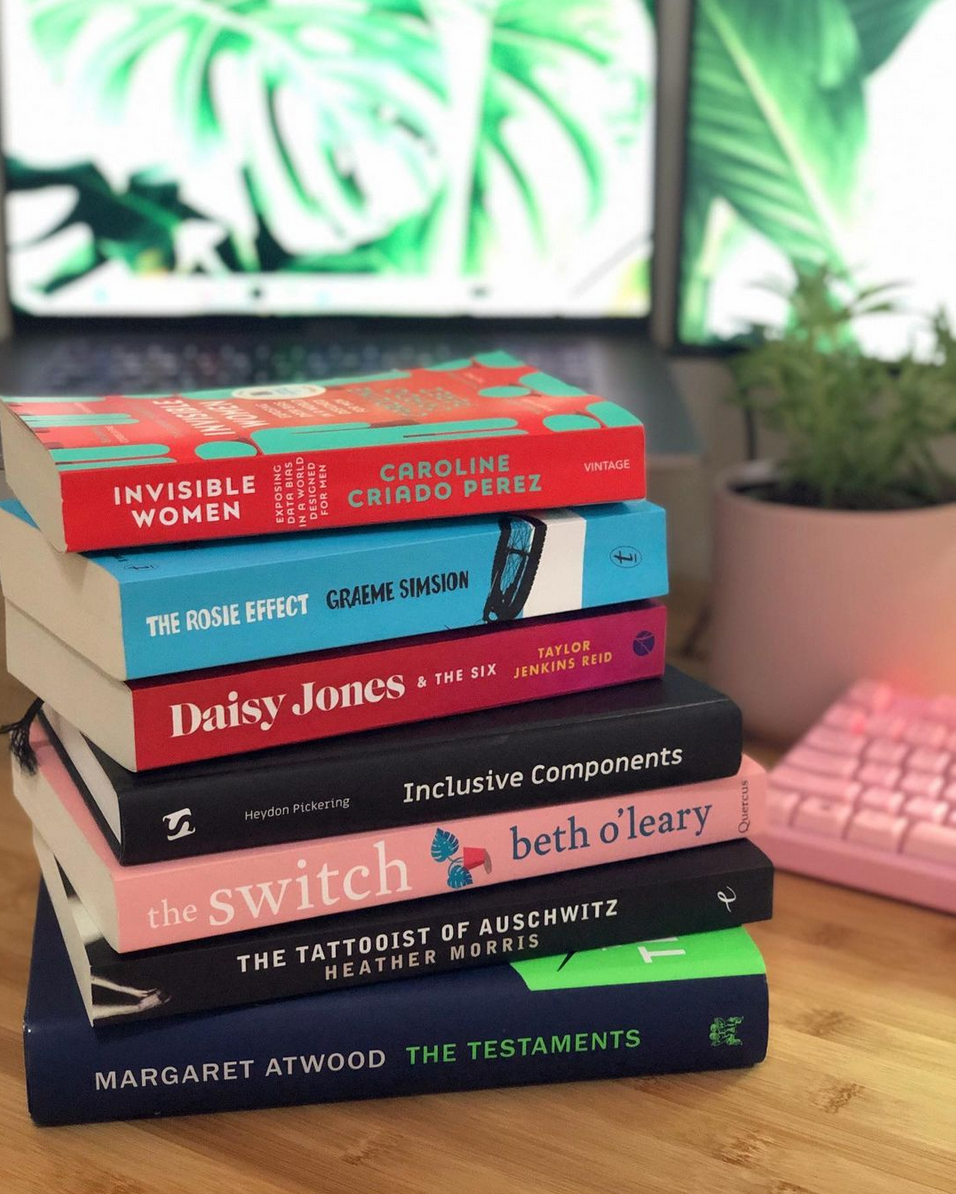 INVISIBLE
WOMEN
EXPOSING
DATA BIAS
IN A WORLD
DESIGNED
FOR MEN
CAROLINE
CRIADO PEREZ
VINTAGE
THE ROSIE EFFECT GRAEME SIMSION
t
Daisy Jones & THE SIX
TAYLOR
JENKINS REID
Heydon Pickering Inclusive Components
the switch beth o'leary Quercus
THE TATTOOIST OF AUSCHWITZ
HEATHER MORRIS
MARGARET ATWOOD THE TESTAMENTS